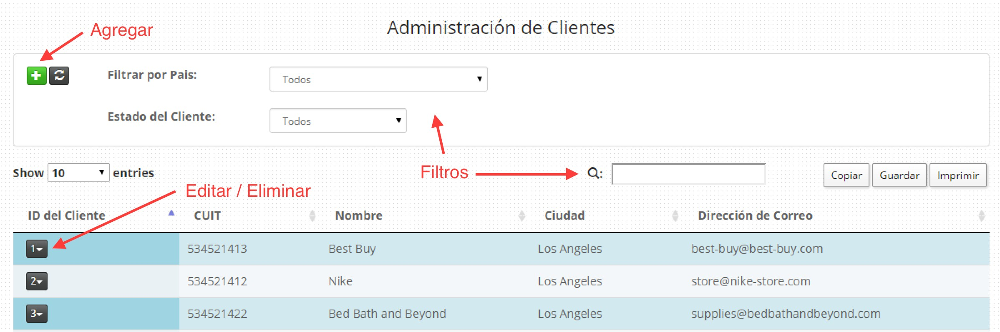 Administración de Clientes
Agregar
Filtrar por Pais: Todos
Estado del Cliente: Todos
Show 10 entries Filtros : Copiar Guardar Imprimir
Editar / Eliminar
ID del Cliente CUIT Nombre Ciudad Dirección de Correo
1 534521413 Best Buy Los Angeles best-buy@best-buy.com
2 534521412 Nike Los Angeles store@nike-store.com
3 534521422 Bed Bath and Beyond Los Angeles supplies@bedbathandbeyond.com